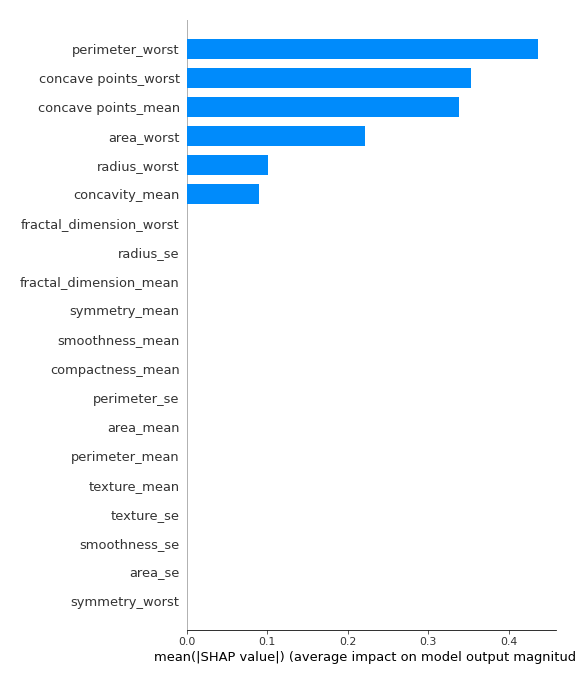 perimeter_worst
concave points_worst
concave points_mean
area_worst
radius_worst
concavity_mean
fractal_dimension_worst
radius_se
fractal_dimension_mean
symmetry_mean
smoothness_mean
compactness_mean
perimeter_se
area_mean
perimeter_mean
texture_mean
texture_se
smoothness_se
area_se
symmetry_worst
0.0 0.1 0.2 0.3 0.4
mean(|SHAP value|) (average impact on model output magnitud